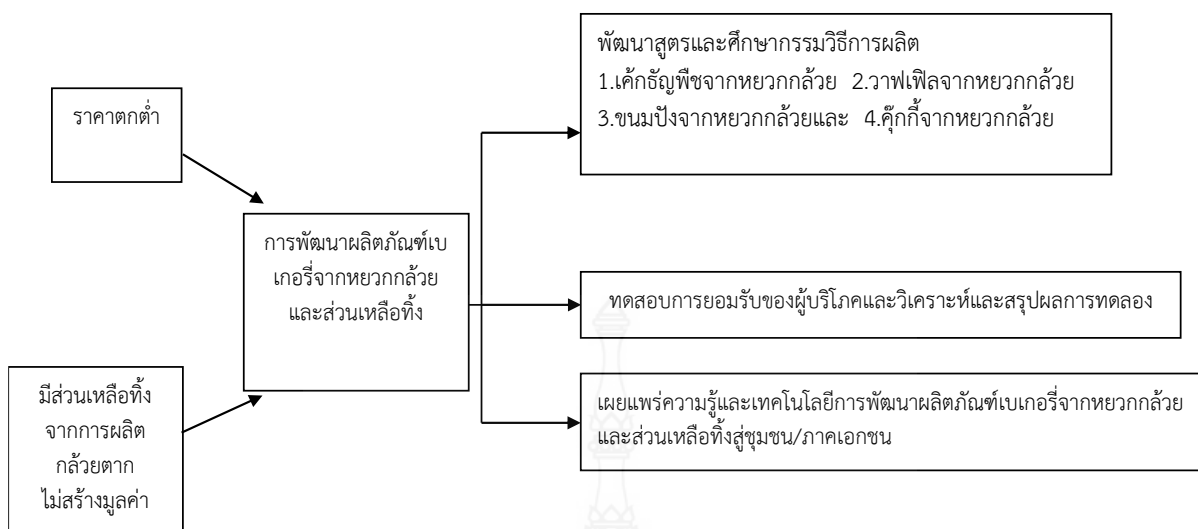 ราคาตกต่ำ
มีส่วนเหลือทิ้ง
จากการผลิต
กล้วยตาก
ไม่สร้างมูลค่า
การพัฒนาผลิตภัณฑ์เบ
เกอรี่จากหยวกกล้วย
และส่วนเหลือทิ้ง
พัฒนาสูตรและศึกษากรรมวิธีการผลิต
1.เค้กธัญพืชจากหยวกกล้วย 2.วาฟเฟิลจากหยวกกล้วย
3.ขนมปังจากหยวกกล้วยและ 4.คุ๊กกี้จากหยวกกล้วย
ทดสอบการยอมรับของผู้บริโภคและวิเคราะห์และสรุปผลการทดลอง
เผยแพร่ความรู้และเทคโนโลยีการพัฒนาผลิตภัณฑ์เบเกอรี่จากหยวกกล้วย
และส่วนเหลือทิ้งสู่ชุมชน/ภาคเอกชน